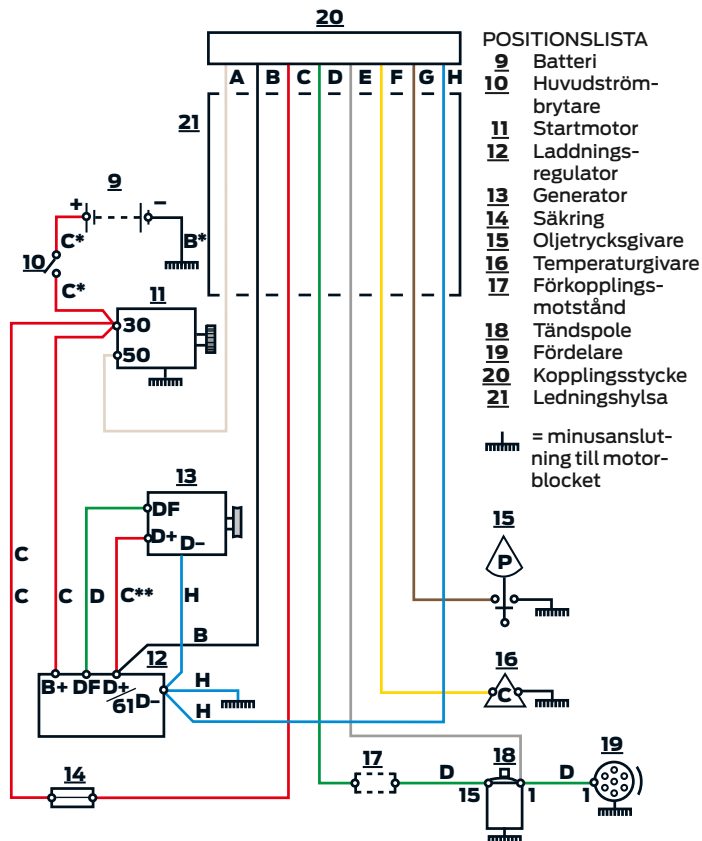 20
A B C D E F G H
21
POSITIONSLISTA
9 Batteri
10 Huvudström-
brytare
11 Startmotor
12 Laddnings-
regulator
13 Generator
14 Säkring
15 Oljetrycksgivare
16 Temperaturgivare
17 Förkopplings-
motstånd
18 Tändspole
19 Fördelare
20 Kopplingsstycke
21 Ledningshylsa
= minusanslut-
ning till motor-
blocket
9
+ –
C* B*
10
C*
11
30
50
13
DF
D+
D–
C
C C D C** H
B
12
B+ DF D+
/61 D–
H
H
14
15
P
16
C
17
D
18
15 1
D
19
1